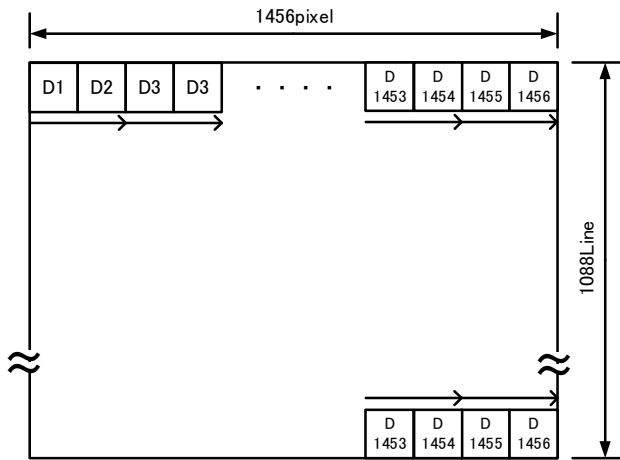 1456pixel
D1 D2 D3 D3 ・・・・ D 1453 D 1454 D 1455 D 1456
1088Line
D 1453 D 1454 D 1455 D 1456